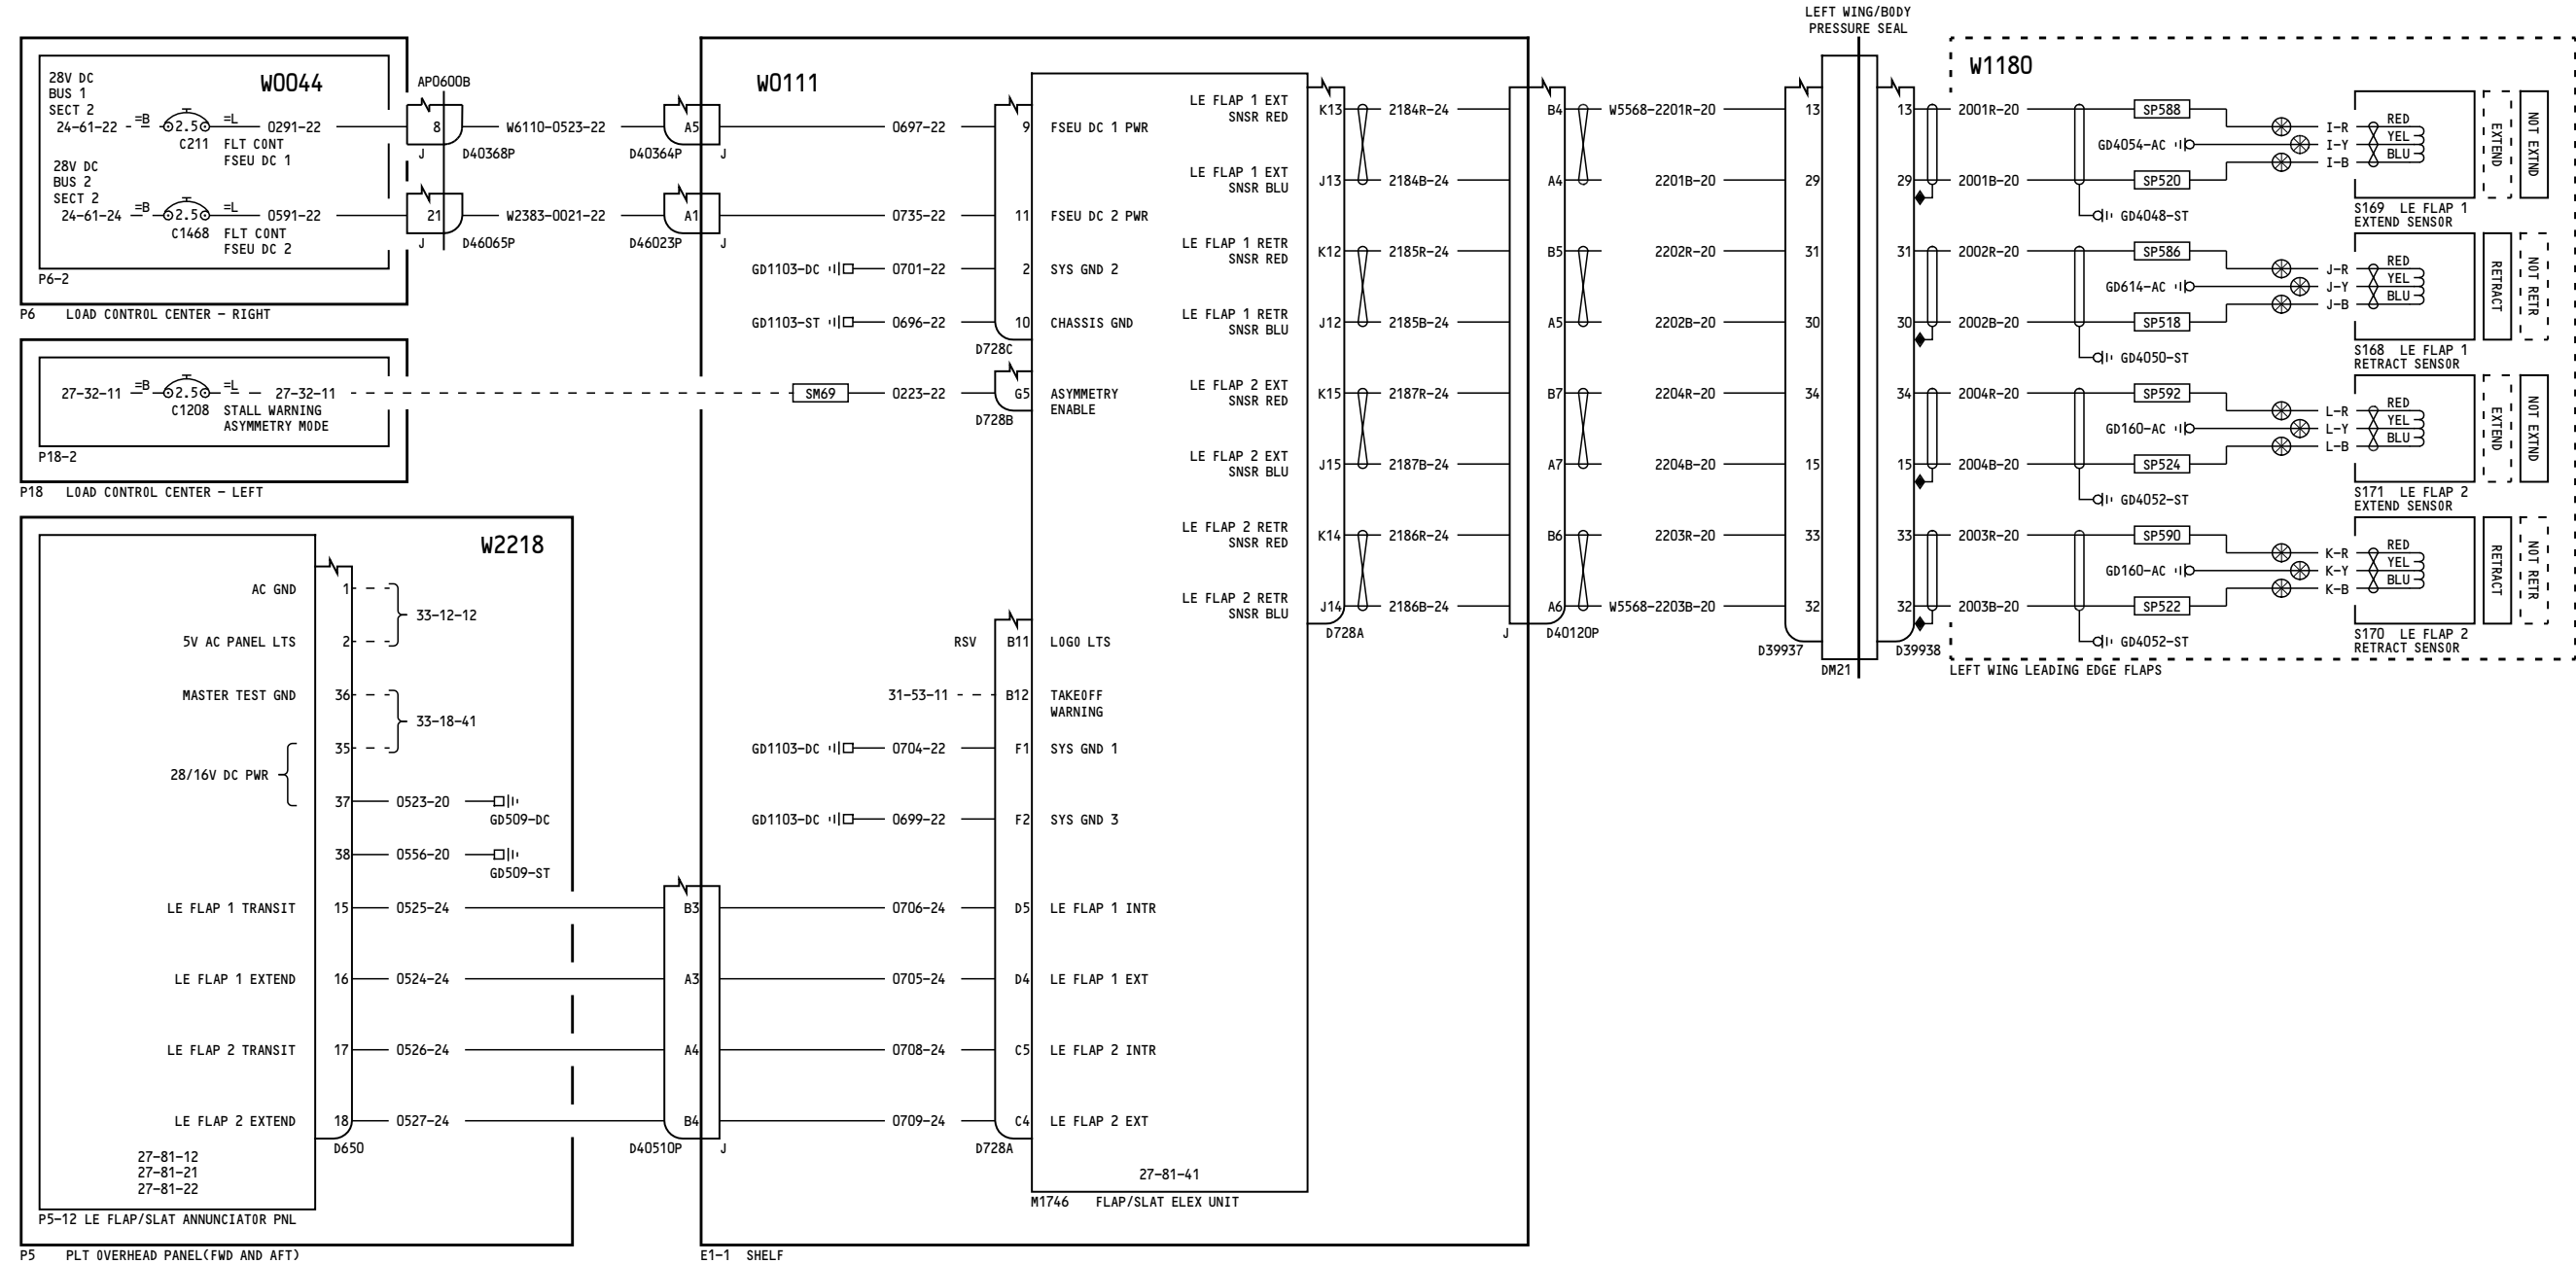 LEFT WING/BODY
PRESSURE SEAL
28V DC
BUS 1
SECT 2
W0044
24-61-22
=B
2.5
=L
0291-22
C211
FLT CONT
FSEU DC 1
28V DC
BUS 2
SECT 2
24-61-24
=B
2.5
=L
0591-22
C1468
FLT CONT
FSEU DC 2
P6-2
P6 LOAD CONTROL CENTER - RIGHT
AP0600B
8
J
D40368P
W6110-0523-22
21
J
D46065P
W2383-0021-22
D40364P
A5
J
D46023P
A1
J
27-32-11
=B
2.5
=L
27-32-11
C1208
STALL WARNING
ASYMMETRY MODE
P18-2
P18 LOAD CONTROL CENTER - LEFT
W2218
AC GND
1
5V AC PANEL LTS
2
33-12-12
MASTER TEST GND
36
35
33-18-41
28/16V DC PWR
37
0523-20
GD509-DC
38
0556-20
GD509-ST
LE FLAP 1 TRANSIT
15
0525-24
LE FLAP 1 EXTEND
16
0524-24
LE FLAP 2 TRANSIT
17
0526-24
LE FLAP 2 EXTEND
18
0527-24
D650
27-81-12
27-81-21
27-81-22
P5-12 LE FLAP/SLAT ANNUNCIATOR PNL
P5 PLT OVERHEAD PANEL(FWD AND AFT)
B3
A3
A4
B4
D40510P
J
W0111
0697-22
9
FSEU DC 1 PWR
0735-22
11
FSEU DC 2 PWR
GD1103-DC
0701-22
2
SYS GND 2
GD1103-ST
0696-22
10
CHASSIS GND
D728C
SM69
0223-22
G5
ASYMMETRY
ENABLE
D728B
RSV
B11
LOGO LTS
31-53-11
B12
TAKEOFF
WARNING
GD1103-DC
0704-22
F1
SYS GND 1
GD1103-DC
0699-22
F2
SYS GND 3
0706-24
D5
LE FLAP 1 INTR
0705-24
D4
LE FLAP 1 EXT
0708-24
C5
LE FLAP 2 INTR
0709-24
C4
LE FLAP 2 EXT
D728A
27-81-41
M1746 FLAP/SLAT ELEX UNIT
E1-1 SHELF
LE FLAP 1 EXT
SNSR RED
K13
2184R-24
B4
W5568-2201R-20
13
13
2001R-20
SP588
LE FLAP 1 EXT
SNSR BLU
J13
2184B-24
A4
2201B-20
29
29
2001B-20
SP520
LE FLAP 1 RETR
SNSR RED
K12
2185R-24
B5
2202R-20
31
31
2002R-20
SP586
LE FLAP 1 RETR
SNSR BLU
J12
2185B-24
A5
2202B-20
30
30
2002B-20
SP518
LE FLAP 2 EXT
SNSR RED
K15
2187R-24
B7
2204R-20
34
34
2004R-20
SP592
LE FLAP 2 EXT
SNSR BLU
J15
2187B-24
A7
2204B-20
15
15
2004B-20
SP524
LE FLAP 2 RETR
SNSR RED
K14
2186R-24
B6
2203R-20
33
33
2003R-20
SP590
LE FLAP 2 RETR
SNSR BLU
J14
2186B-24
A6
W5568-2203B-20
32
32
2003B-20
SP522
D728A
J
D40120P
D39937
DM21
D39938
W1180
GD4054-AC
GD4048-ST
I-R
I-Y
I-B
RED
YEL
BLU
EXTEND
NOT EXTND
S169 LE FLAP 1
EXTEND SENSOR
GD614-AC
GD4050-ST
J-R
J-Y
J-B
RED
YEL
BLU
RETRACT
NOT RETR
S168 LE FLAP 1
RETRACT SENSOR
GD160-AC
GD4052-ST
L-R
L-Y
L-B
RED
YEL
BLU
EXTEND
NOT EXTEND
S171 LE FLAP 2
EXTEND SENSOR
GD160-AC
GD4052-ST
K-R
K-Y
K-B
RED
YEL
BLU
RETRACT
NOT RETR
S170 LE FLAP 2
RETRACT SENSOR
LEFT WING LEADING EDGE FLAPS